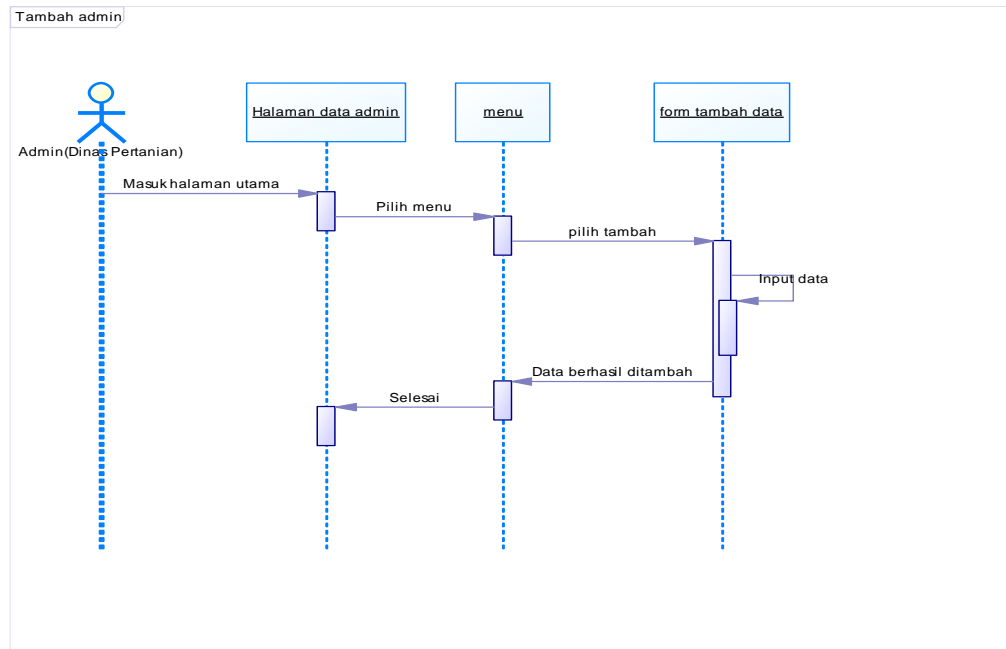 Tambah admin
Halaman data admin
menu
form tambah data
Admin(Dinas Pertanian)
Masuk halaman utama
Pilih menu
pilih tambah
Input data
Data berhasil ditambah
Selesai